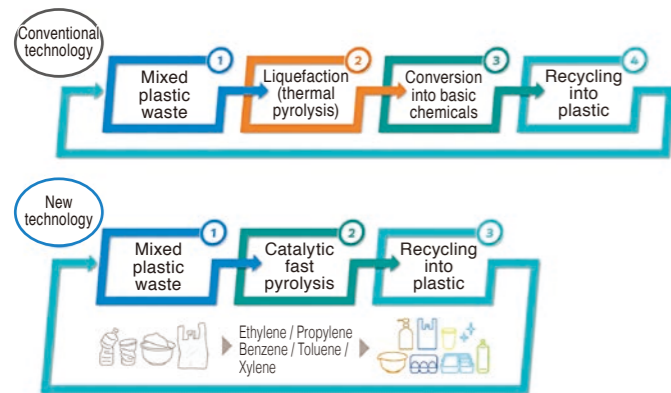 Conventional
technology
1
Mixed
plastic
waste
2
Liquefaction
(thermal
pyrolysis)
3
Conversion
into basic
chemicals
4
Recycling
into
plastic
New
technology
1
Mixed
plastic
waste
2
Catalytic
fast
pyrolysis
3
Recycling
into
plastic
Ethylene / Propylene
Benzene / Toluene /
Xylene